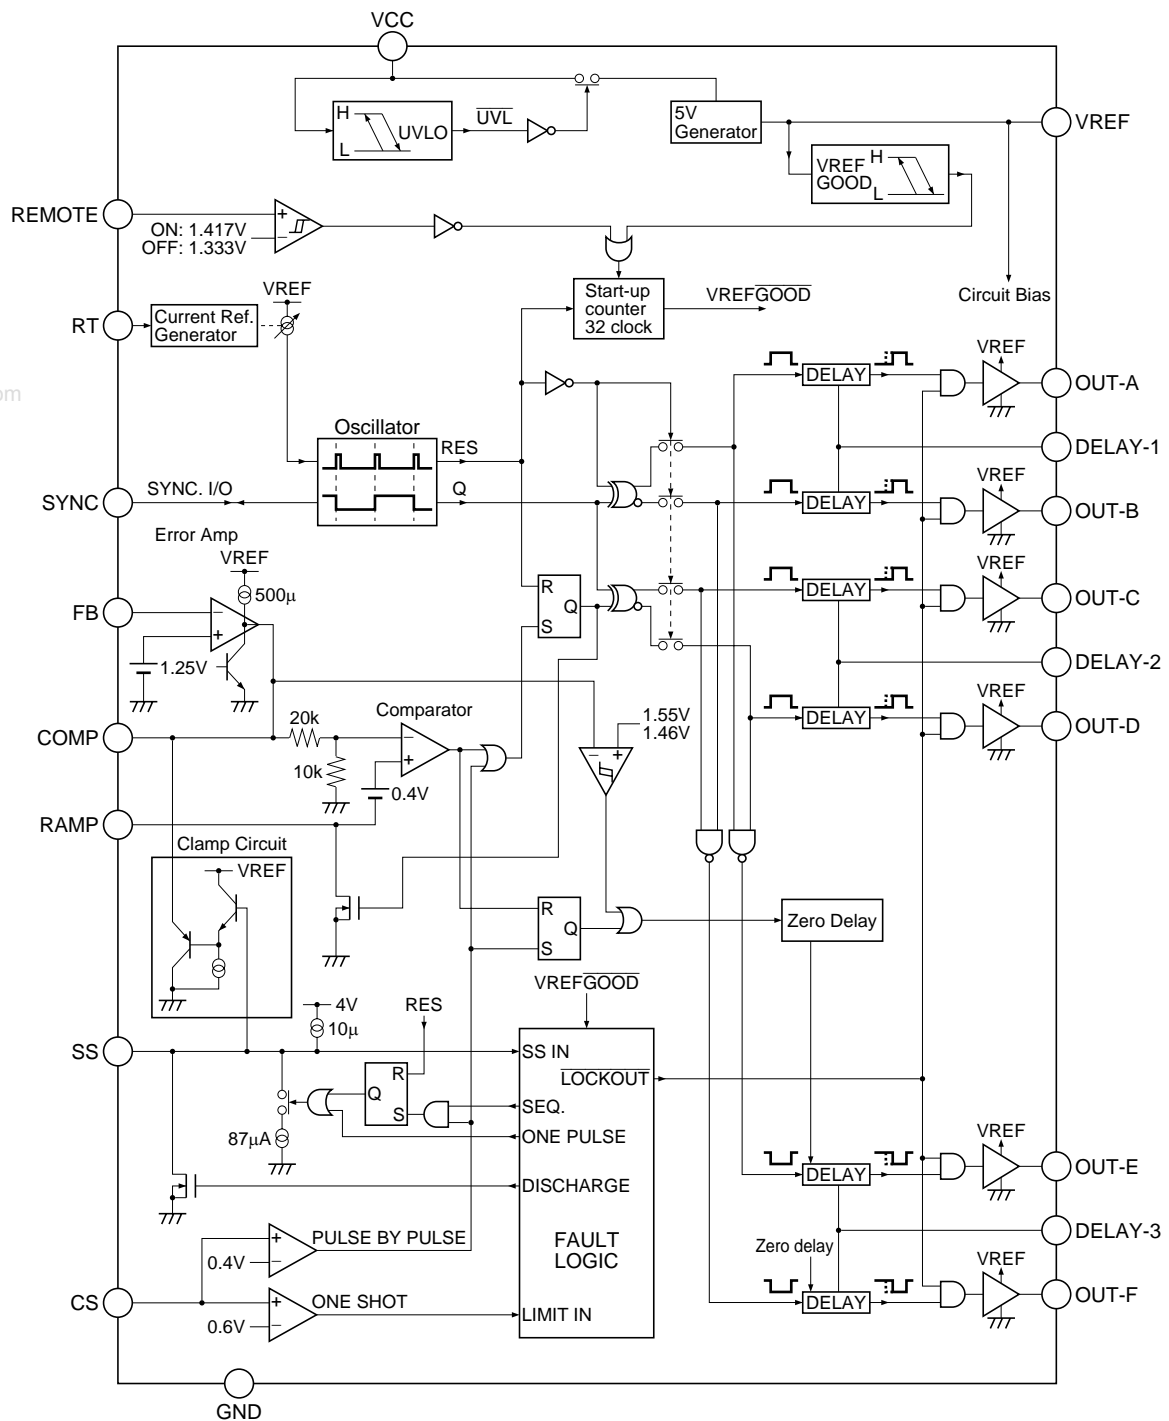 VCC
H
UVLO
L
UVL
5V
Generator
VREF
VREF
GOOD
H
L
REMOTE
ON: 1.417V
OFF: 1.333V
+
−
Start-up
counter
32 clock
VREFGOOD
Circuit Bias
RT
Current Ref.
Generator
VREF
om
DELAY
VREF
OUT-A
Oscillator
RES
Q
DELAY-1
SYNC
SYNC. I/O
DELAY
VREF
OUT-B
Error Amp
VREF
500μ
FB
−
+
1.25V
R
Q
S
DELAY
VREF
OUT-C
DELAY-2
DELAY
VREF
OUT-D
COMP
20k
10k
Comparator
−
+
0.4V
1.55V
1.46V
−
+
RAMP
Clamp Circuit
VREF
R
Q
S
Zero Delay
VREFGOOD
4V
10μ
RES
SS
SS IN
LOCKOUT
R
Q
S
SEQ.
ONE PULSE
87μA
DISCHARGE
FAULT
LOGIC
PULSE BY PULSE
+
−
0.4V
CS
ONE SHOT
+
−
0.6V
LIMIT IN
DELAY
VREF
OUT-E
DELAY-3
Zero delay
DELAY
VREF
OUT-F
GND